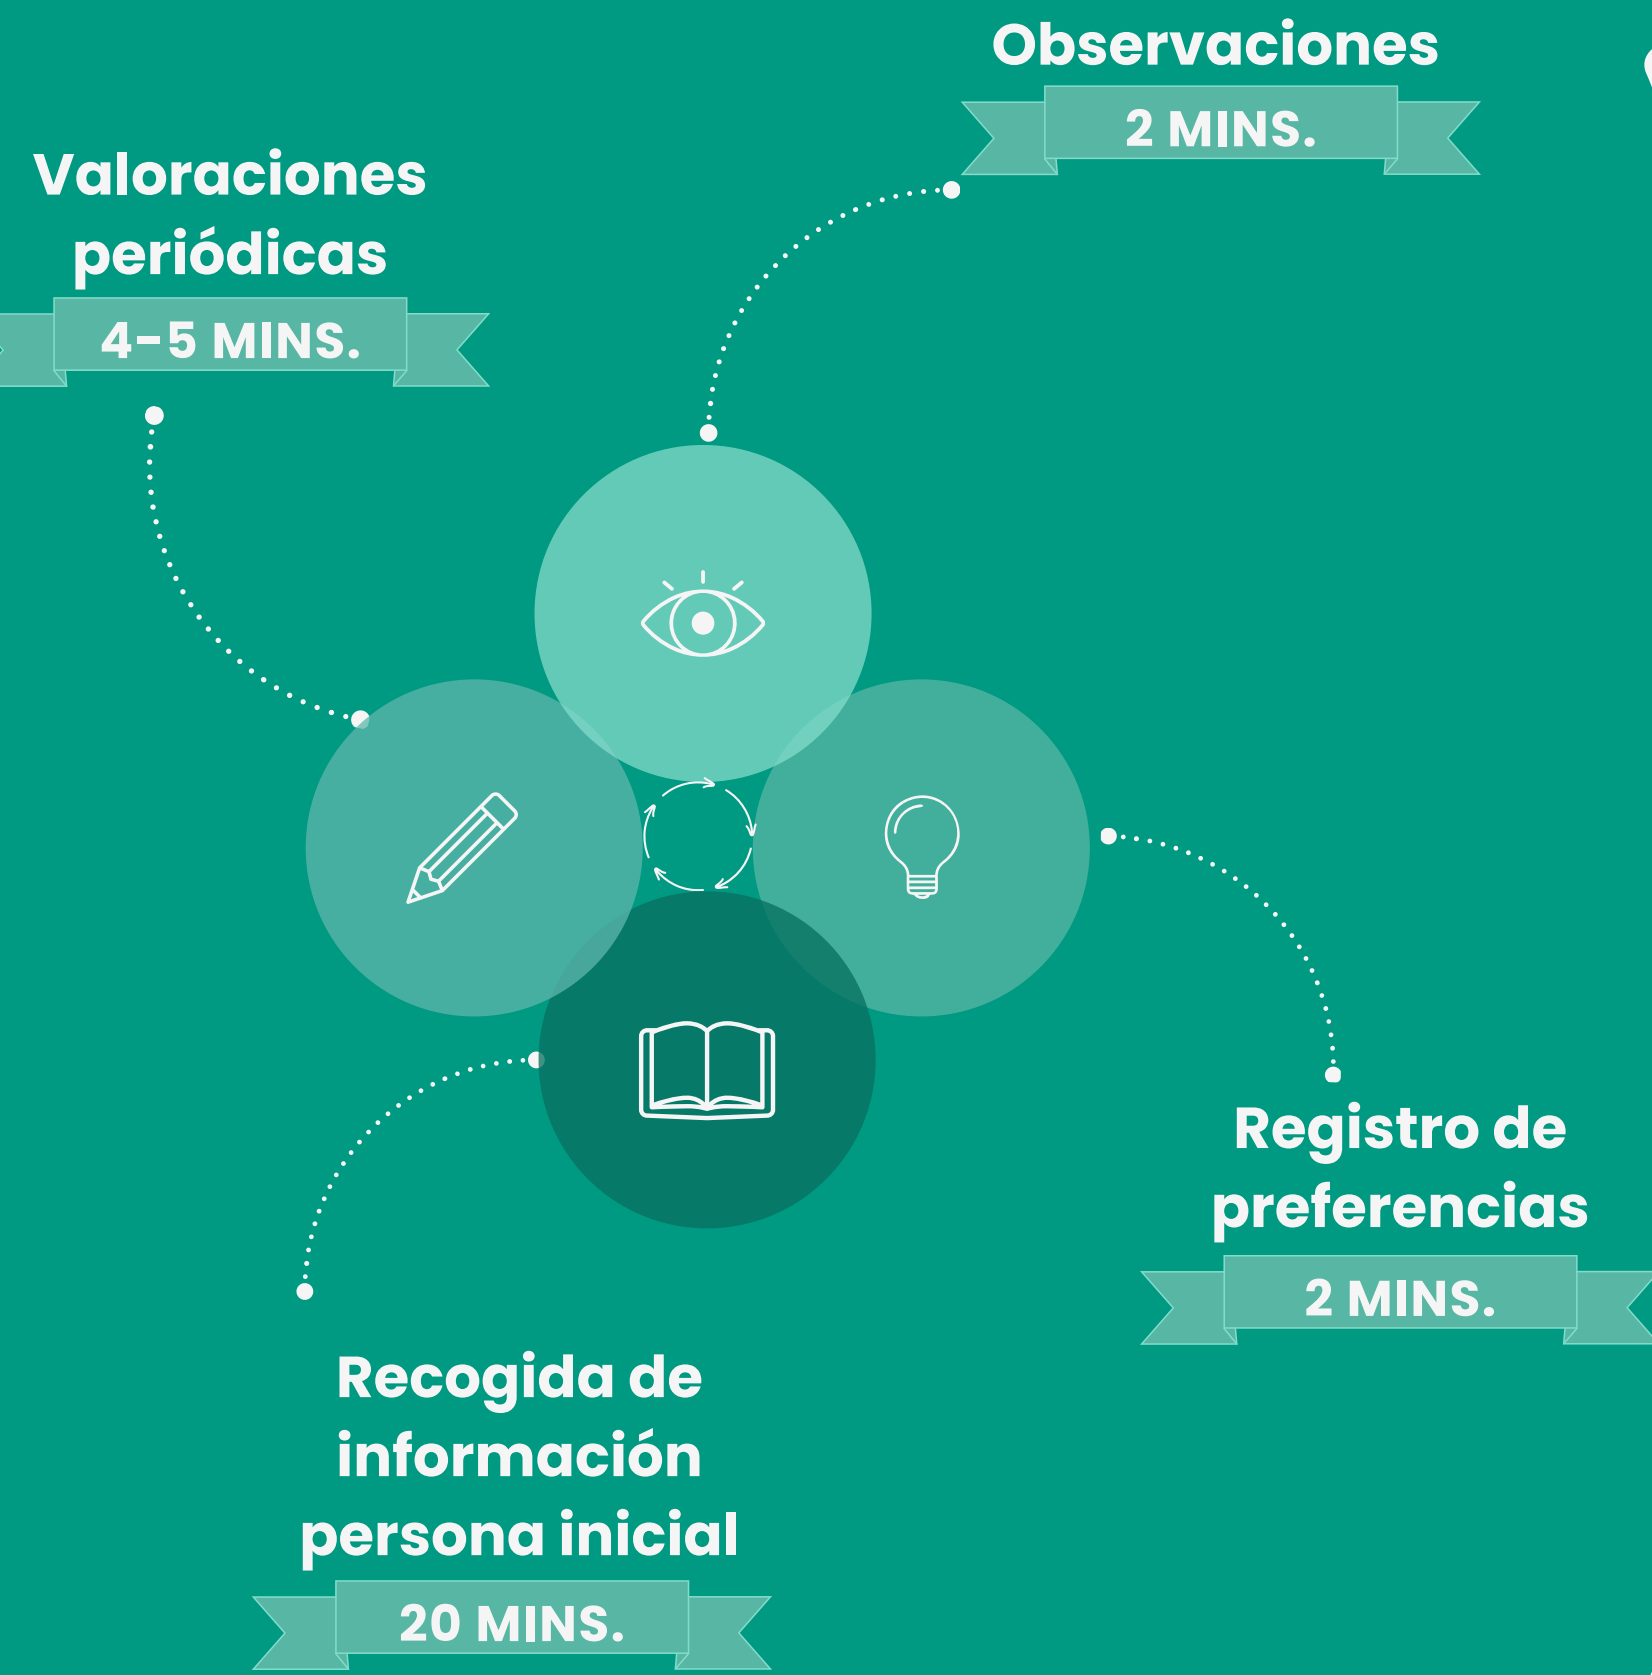 Observaciones
2 MINS.
Valoraciones
periódicas
4-5 MINS.
Registro de
preferencias
2 MINS.
Recogida de
información
persona inicial
20 MINS.